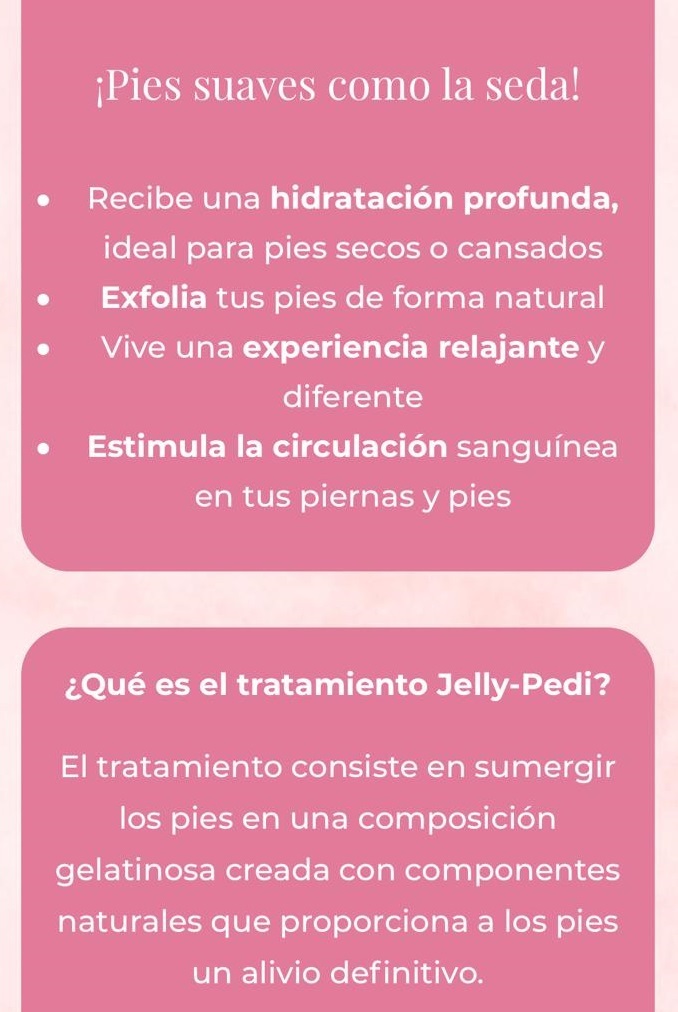 ¡Pies suaves como la seda!
• Recibe una hidratación profunda,
ideal para pies secos o cansados
• Exfolia tus pies de forma natural
• Vive una experiencia relajante y
diferente
• Estimula la circulación sanguínea
en tus piernas y pies
¿Qué es el tratamiento Jelly-Pedi?
El tratamiento consiste en sumergir
los pies en una composición
gelatinosa creada con componentes
naturales que proporciona a los pies
un alivio definitivo.